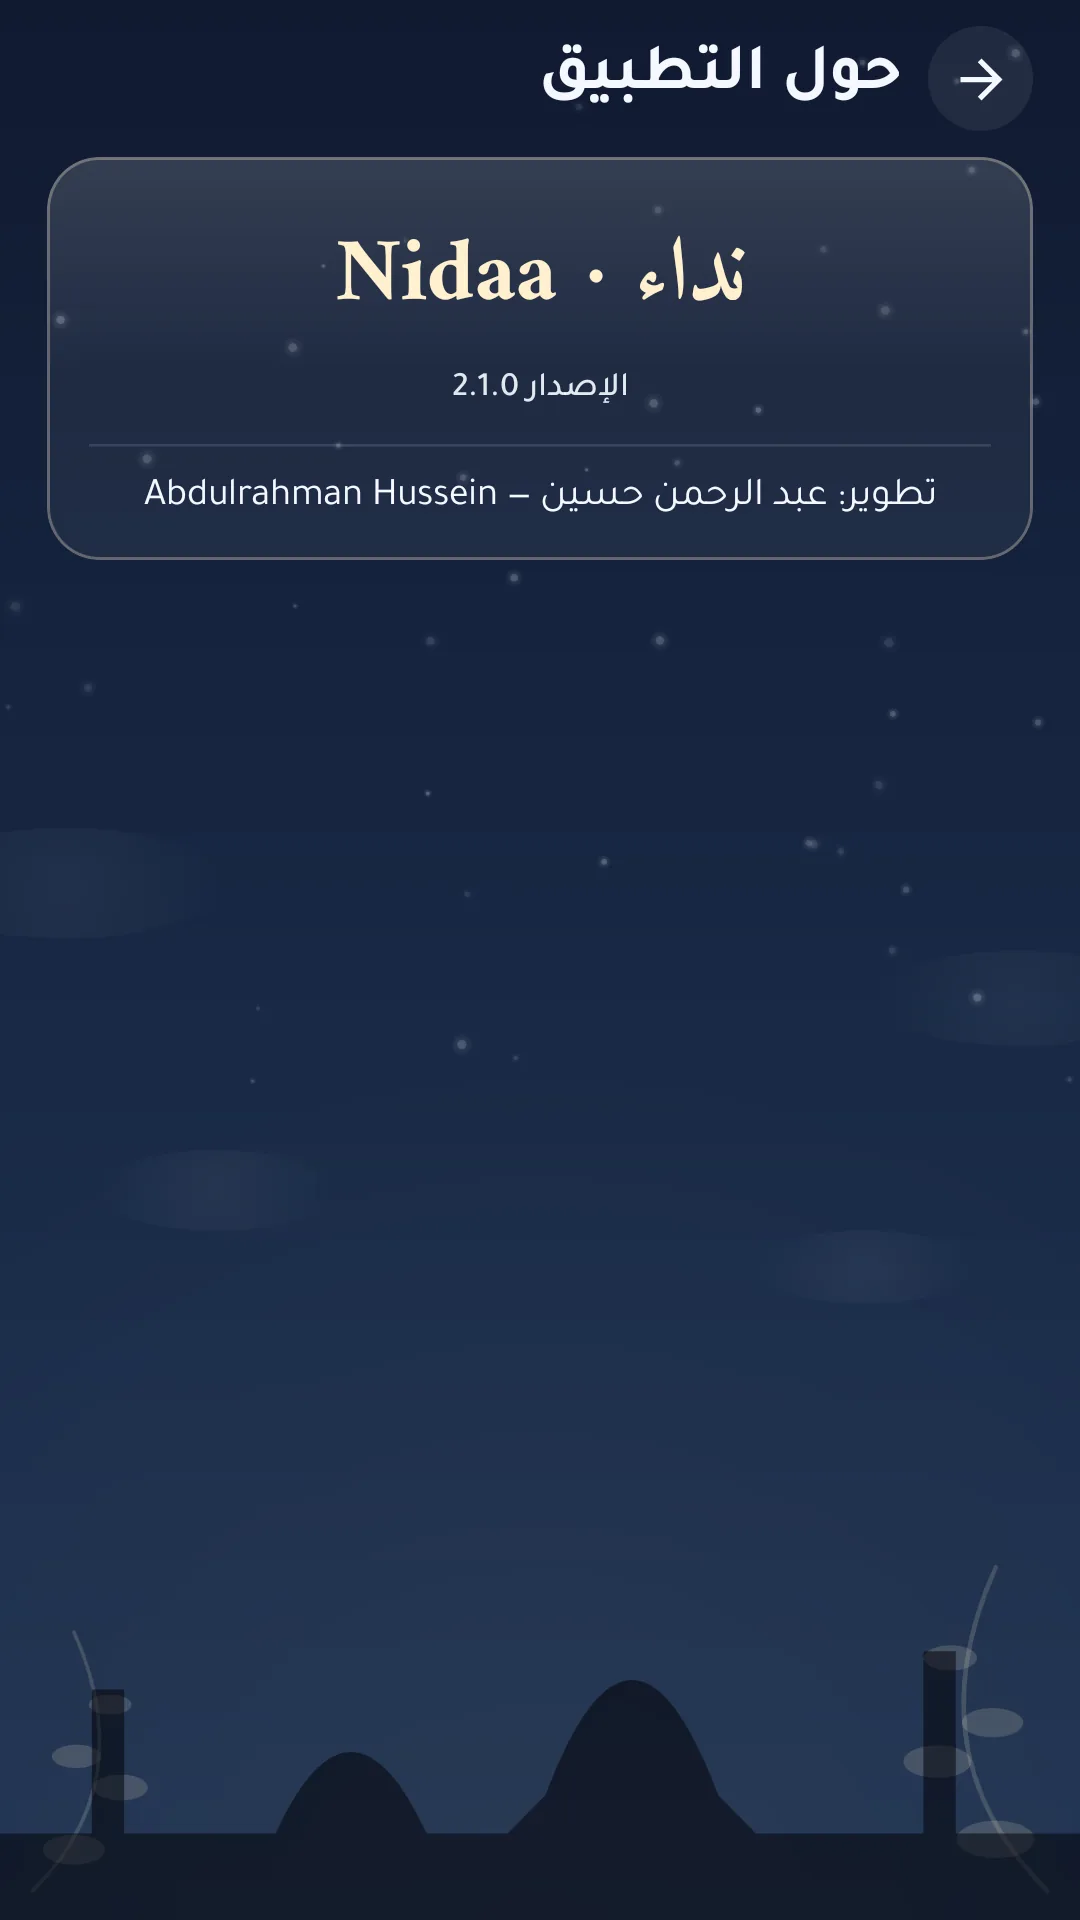 حول التطبيق
نداء · Nidaa
الإصدار 2.1.0
تطوير: عبد الرحمن حسين – Abdulrahman Hussein